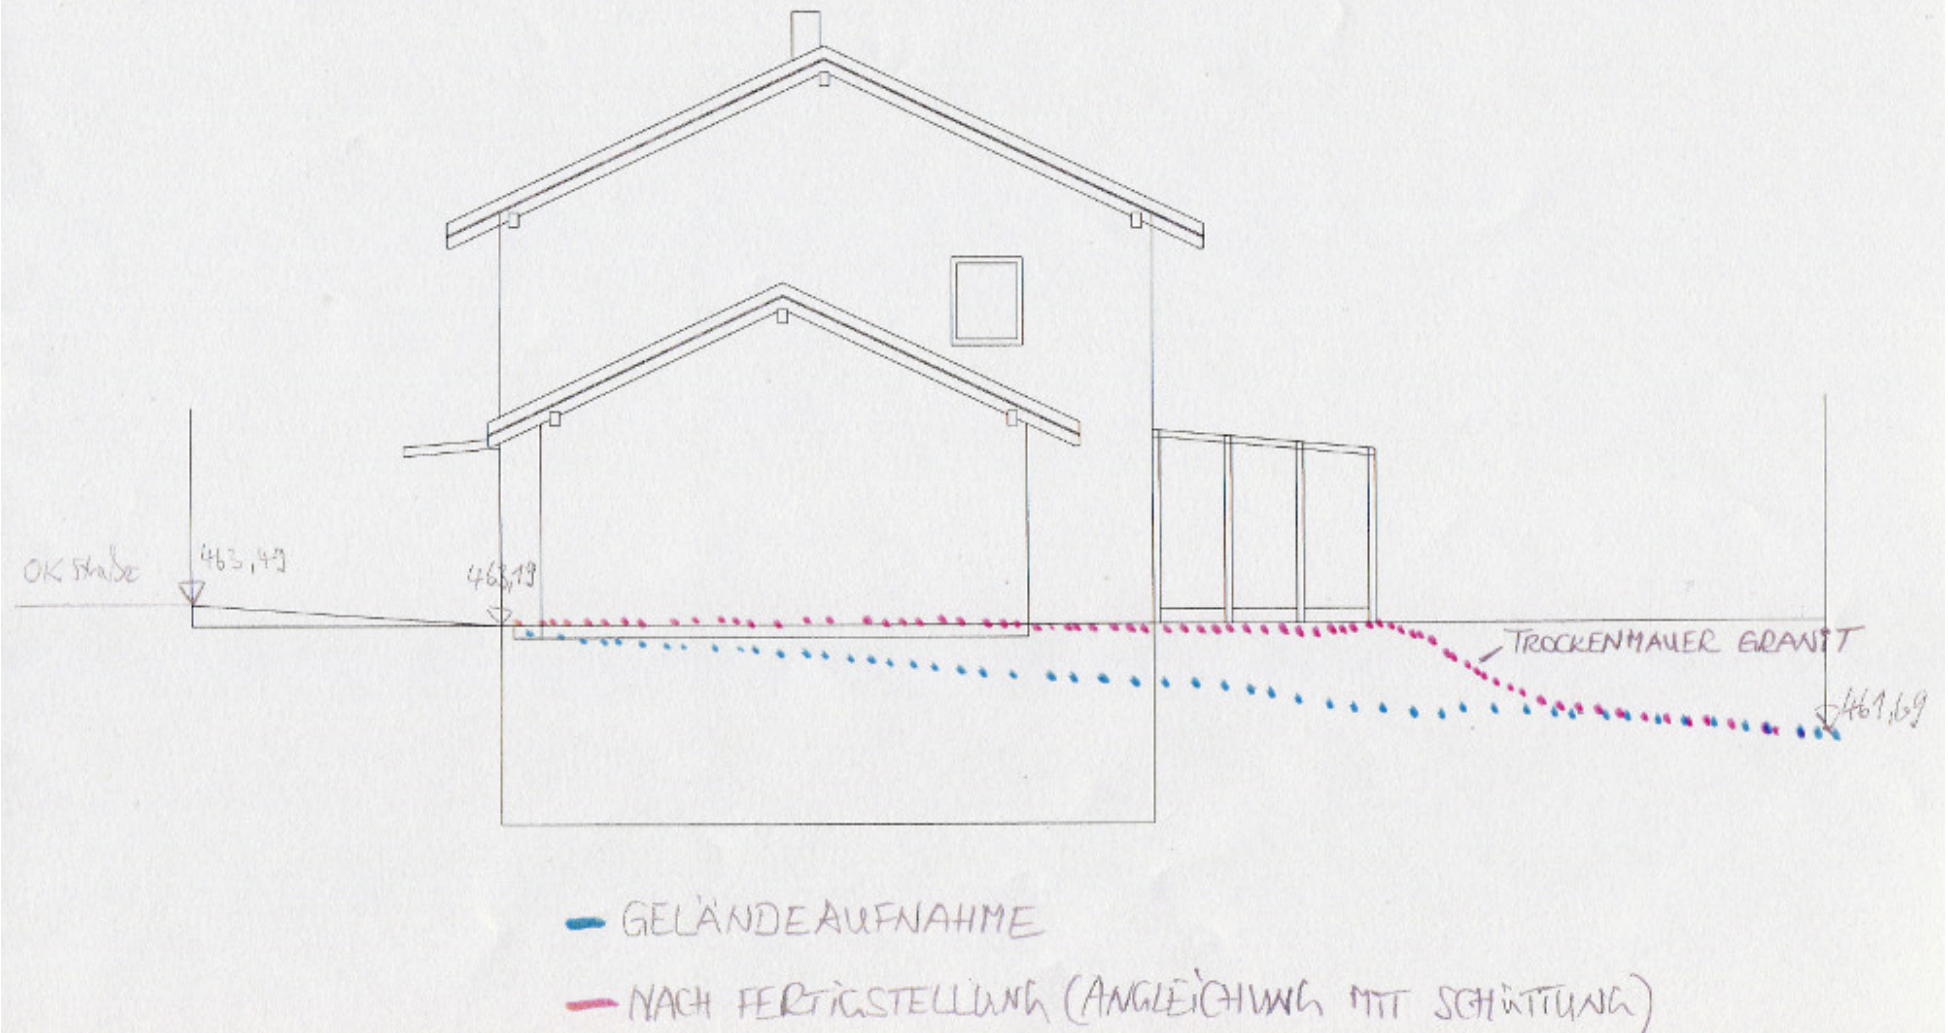 OK Straße
463,49
463,19
TROCKENMAUER GRANIT
461,69
GELÄNDEAUFNAHME
NACH FERTIGSTELLUNG (ANGLEICHUNG MIT SCHÜTTUNG)